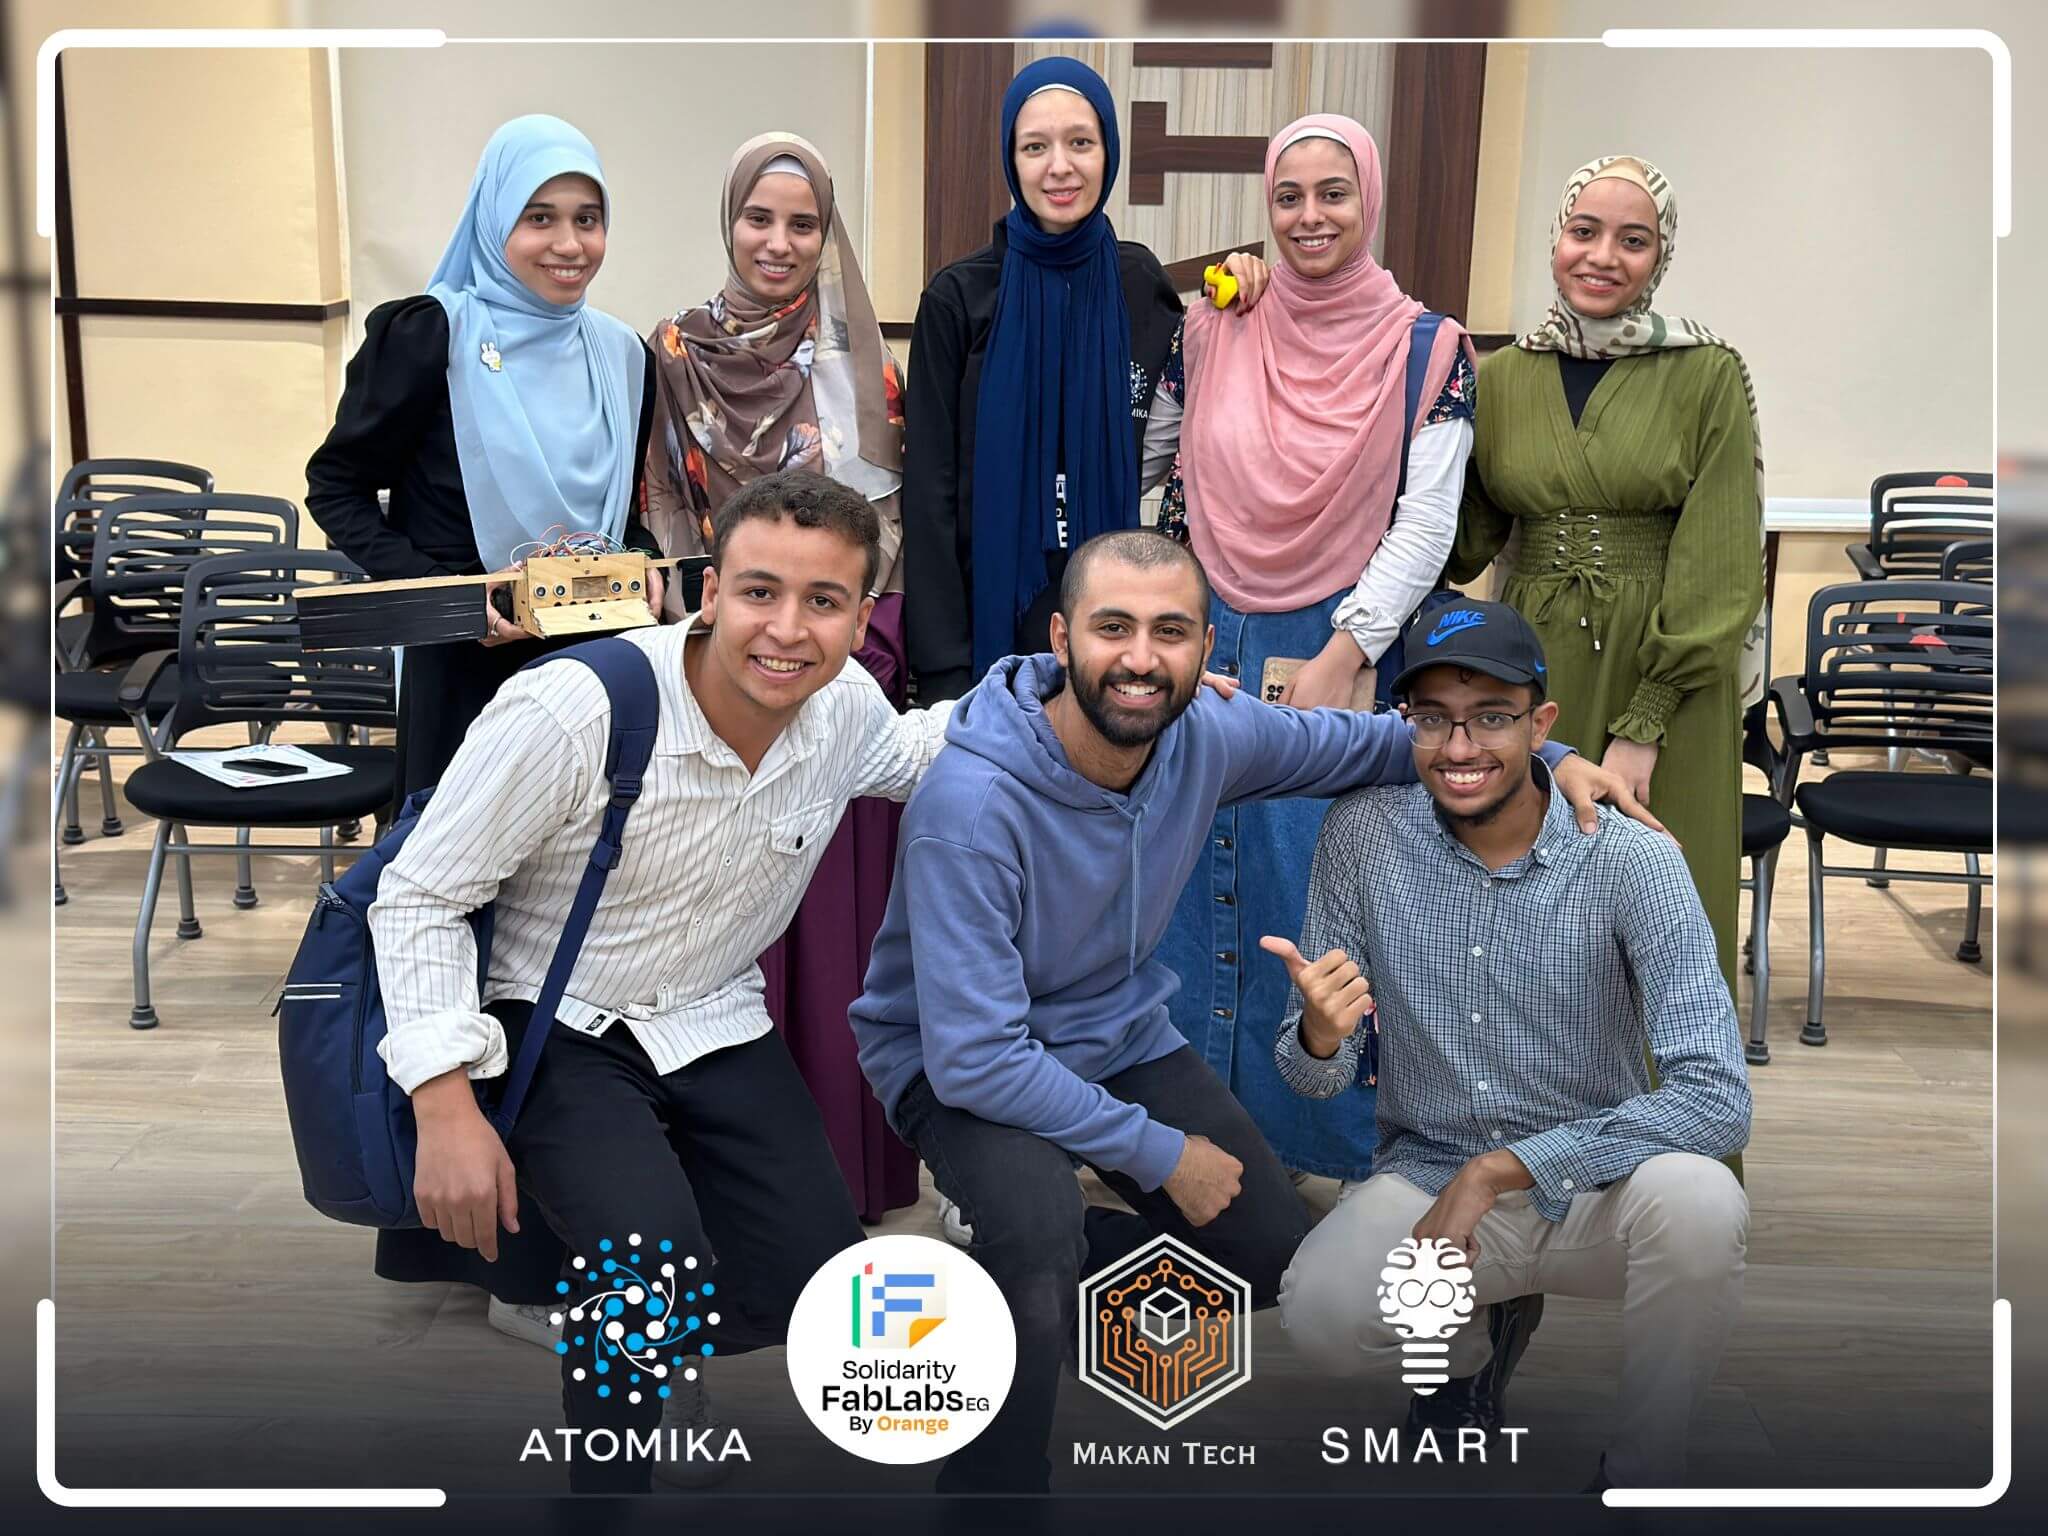 NIKE
ATOMIKA
Solidarity
FabLabs EG
By Orange
MAKAN TECH
SMART